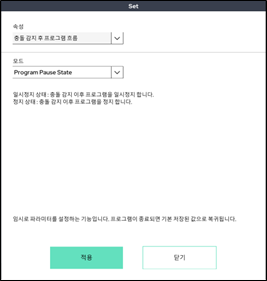 Set
속성
충돌 감지 후 프로그램 흐름
모드
Program Pause State
일시정지 상태 : 충돌 감지 이후 프로그램을 일시정지 합니다.
정지 상태 : 충돌 감지 이후 프로그램을 정지 합니다.
임시로 파라미터를 설정하는 기능입니다. 프로그램이 종료되면 기본 저장된 값으로 복귀됩니다.
적용
닫기